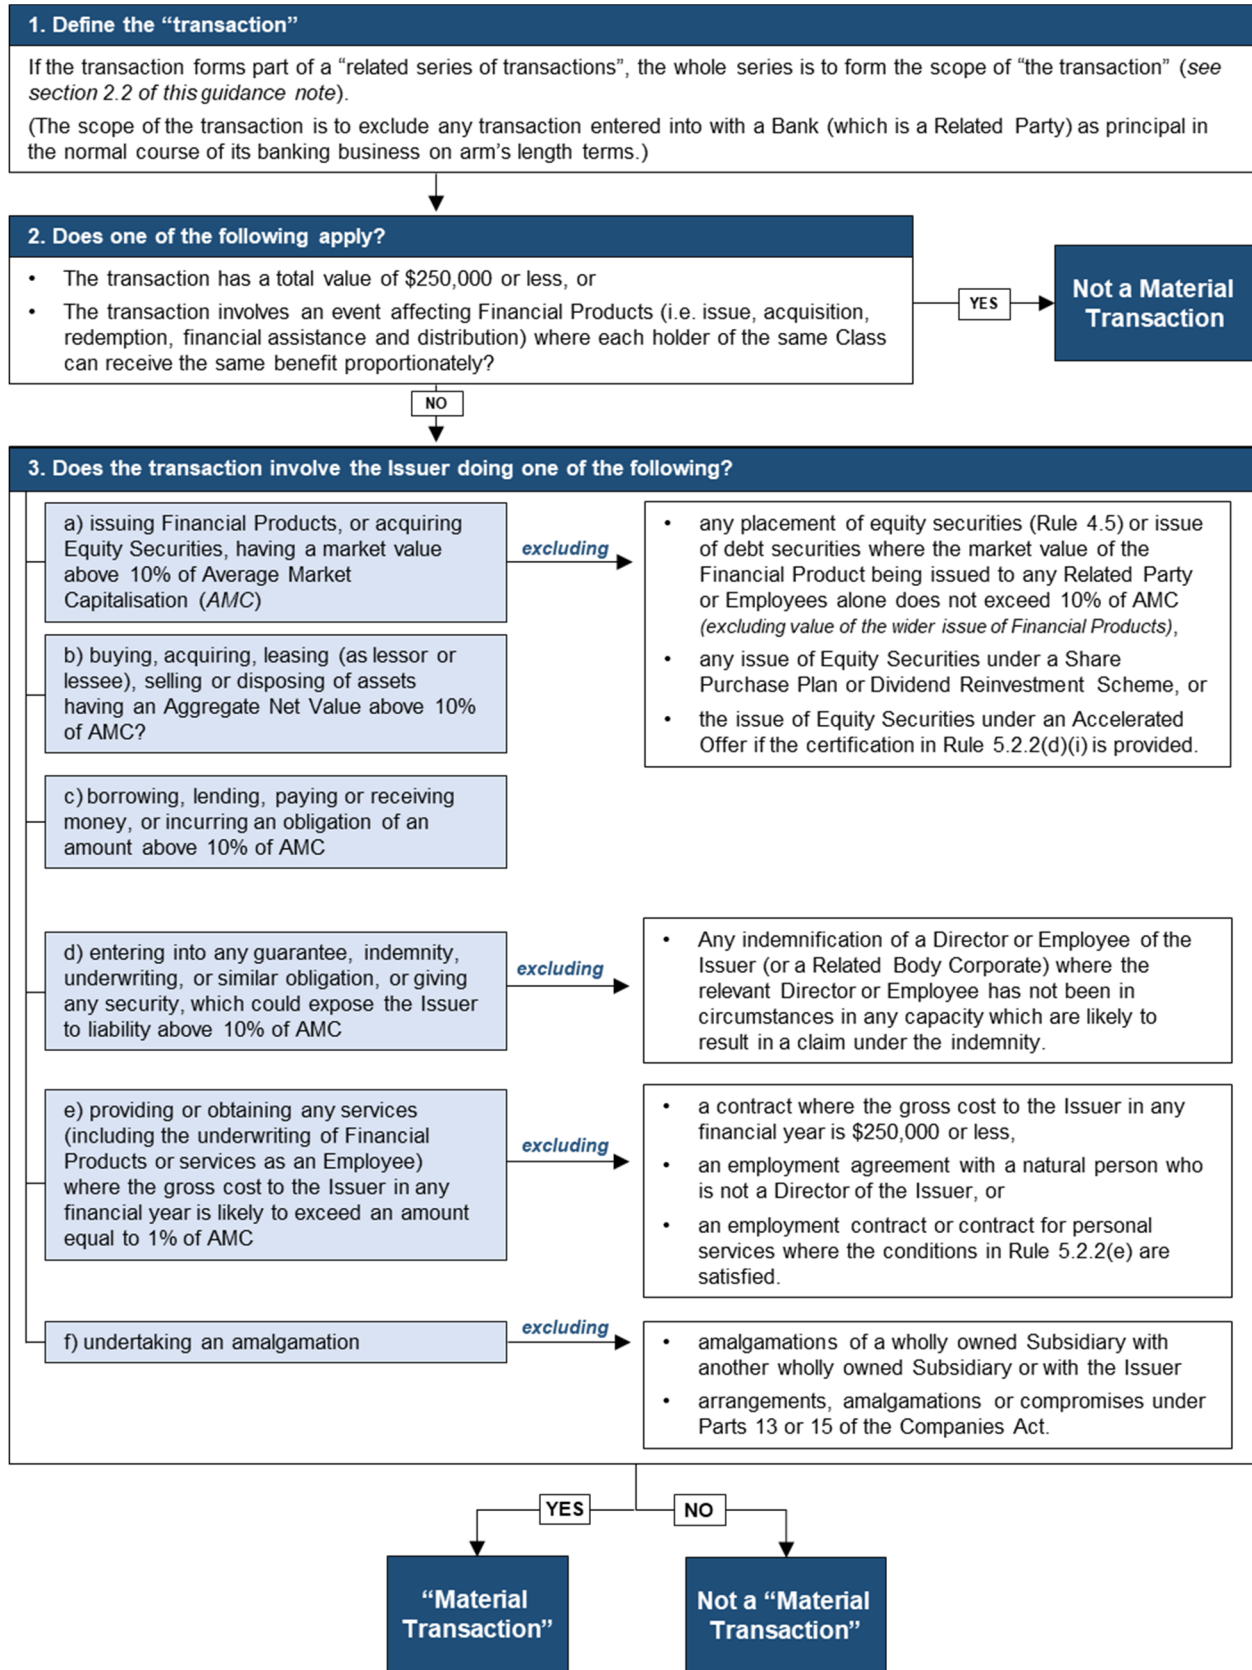 1. Define the “transaction”
If the transaction forms part of a “related series of transactions”, the whole series is to form the scope of “the transaction” (see
section 2.2 of this guidance note).
(The scope of the transaction is to exclude any transaction entered into with a Bank (which is a Related Party) as principal in
the normal course of its banking business on arm’s length terms.)
2. Does one of the following apply?
• The transaction has a total value of $250,000 or less, or
• The transaction involves an event affecting Financial Products (i.e. issue, acquisition,
redemption, financial assistance and distribution) where each holder of the same Class
can receive the same benefit proportionately?
YES
Not a Material
Transaction
NO
3. Does the transaction involve the Issuer doing one of the following?
a) issuing Financial Products, or acquiring
Equity Securities, having a market value
above 10% of Average Market
Capitalisation (AMC)
excluding
• any placement of equity securities (Rule 4.5) or issue
of debt securities where the market value of the
Financial Product being issued to any Related Party
or Employees alone does not exceed 10% of AMC
(excluding value of the wider issue of Financial Products),
• any issue of Equity Securities under a Share
Purchase Plan or Dividend Reinvestment Scheme, or
• the issue of Equity Securities under an Accelerated
Offer if the certification in Rule 5.2.2(d)(i) is provided.
b) buying, acquiring, leasing (as lessor or
lessee), selling or disposing of assets
having an Aggregate Net Value above 10%
of AMC?
c) borrowing, lending, paying or receiving
money, or incurring an obligation of an
amount above 10% of AMC
d) entering into any guarantee, indemnity,
underwriting, or similar obligation, or giving
any security, which could expose the Issuer
to liability above 10% of AMC
excluding
• Any indemnification of a Director or Employee of the
Issuer (or a Related Body Corporate) where the
relevant Director or Employee has not been in
circumstances in any capacity which are likely to
result in a claim under the indemnity.
e) providing or obtaining any services
(including the underwriting of Financial
Products or services as an Employee)
where the gross cost to the Issuer in any
financial year is likely to exceed an amount
equal to 1% of AMC
excluding
• a contract where the gross cost to the Issuer in any
financial year is $250,000 or less,
• an employment agreement with a natural person who
is not a Director of the Issuer, or
• an employment contract or contract for personal
services where the conditions in Rule 5.2.2(e) are
satisfied.
f) undertaking an amalgamation
excluding
• amalgamations of a wholly owned Subsidiary with
another wholly owned Subsidiary or with the Issuer
• arrangements, amalgamations or compromises under
Parts 13 or 15 of the Companies Act.
YES
NO
“Material
Transaction”
Not a “Material
Transaction”